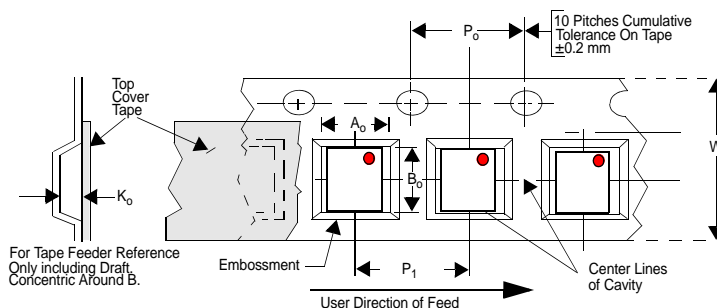 10 Pitches Cumulative
Tolerance On Tape
±0.2 mm
Po
Top
Cover
Tape
Ao
W
Bo
Ko
For Tape Feeder Reference
Only including Draft.
Concentric Around B.
Embossment
P1
Center Lines
of Cavity
User Direction of Feed